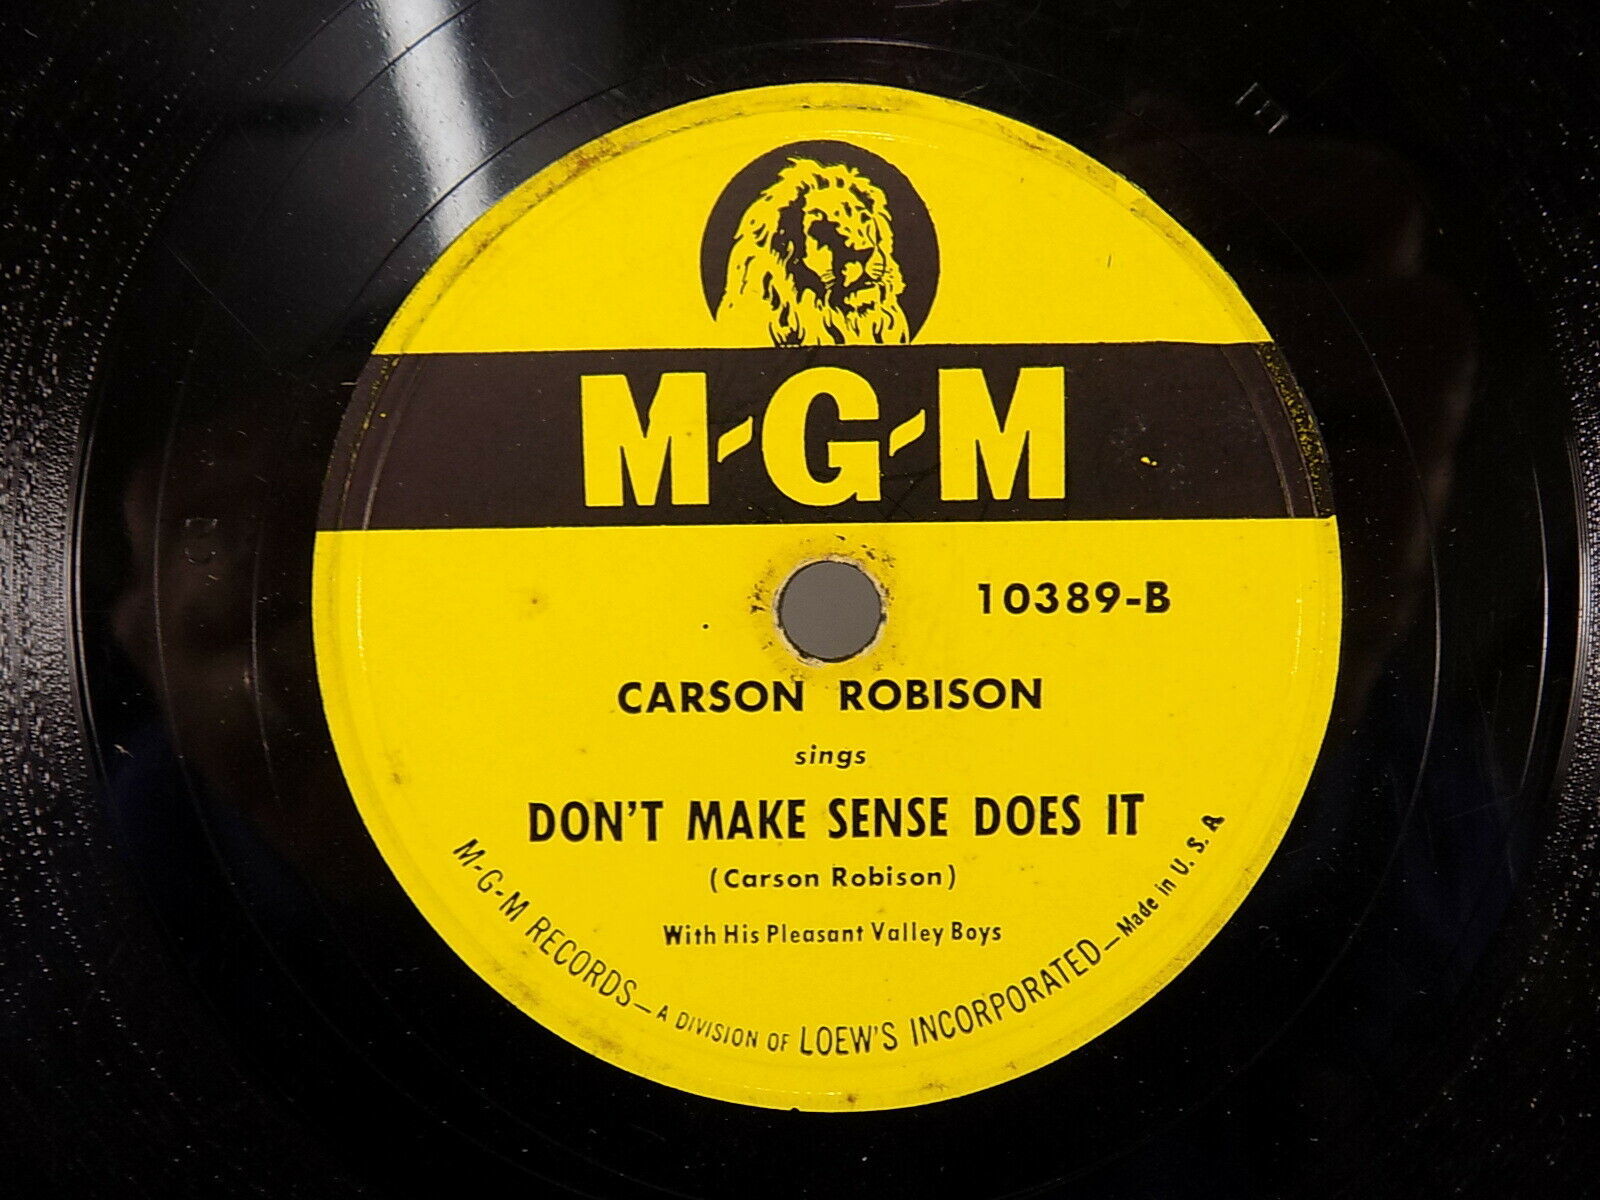 M-G-M
10389-B
CARSON ROBISON
sings
DON'T MAKE SENSE DOES IT
(Carson Robison)
With His Pleasant Valley Boys
M-G-M RECORDS—A DIVISION OF LOEW'S INCORPORATED—Made in U.S.A